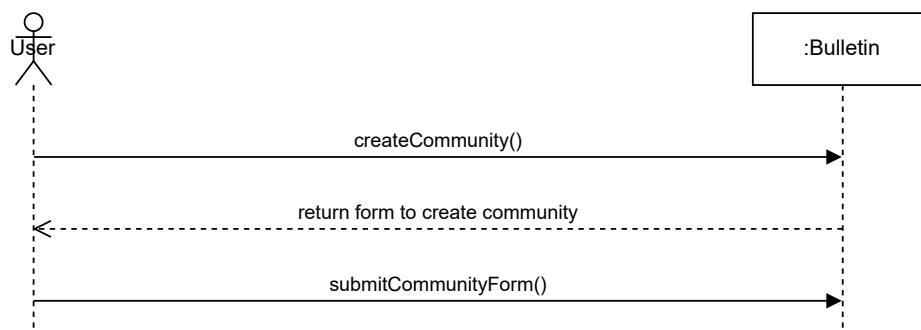 User
:Bulletin
createCommunity()
return form to create community
submitCommunityForm()